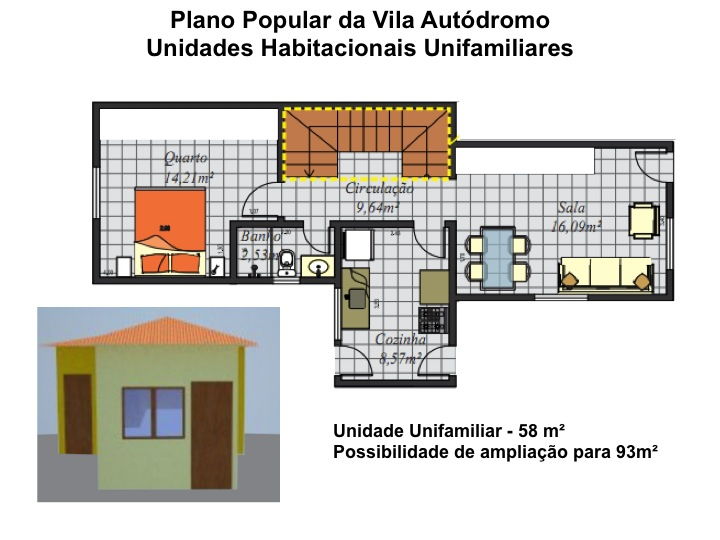 Plano Popular da Vila Autódromo
Unidades Habitacionais Unifamiliares
Quarto
14,21m²
Circulação
9,64m²
Sala
16,09m²
Banho
2,53m²
Cozinha
8,57m²
Unidade Unifamiliar - 58 m²
Possibilidade de ampliação para 93m²